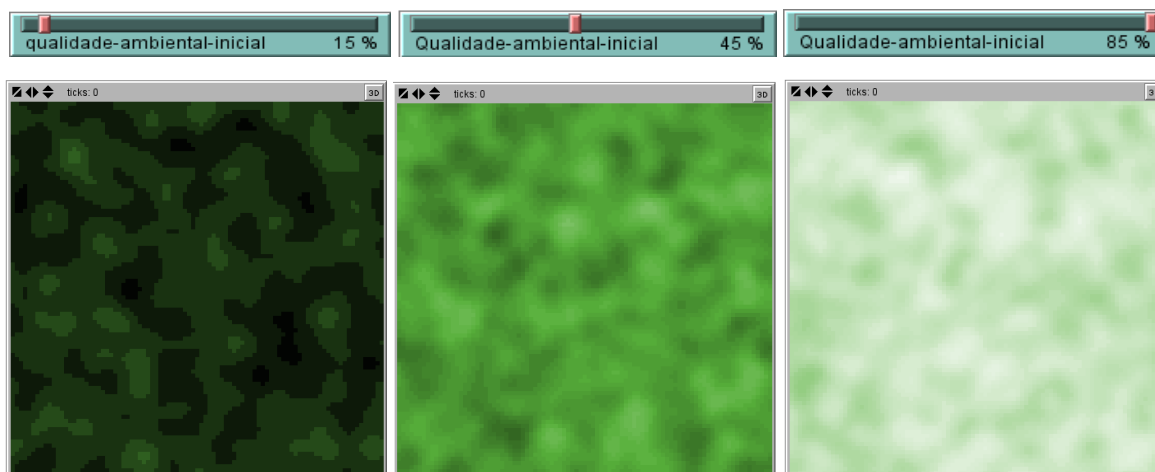 qualidade-ambiental-inicial 15 %
Qualidade-ambiental-inicial 45 %
Qualidade-ambiental-inicial 85 %
ticks: 0 3D
ticks: 0 3D
ticks: 0